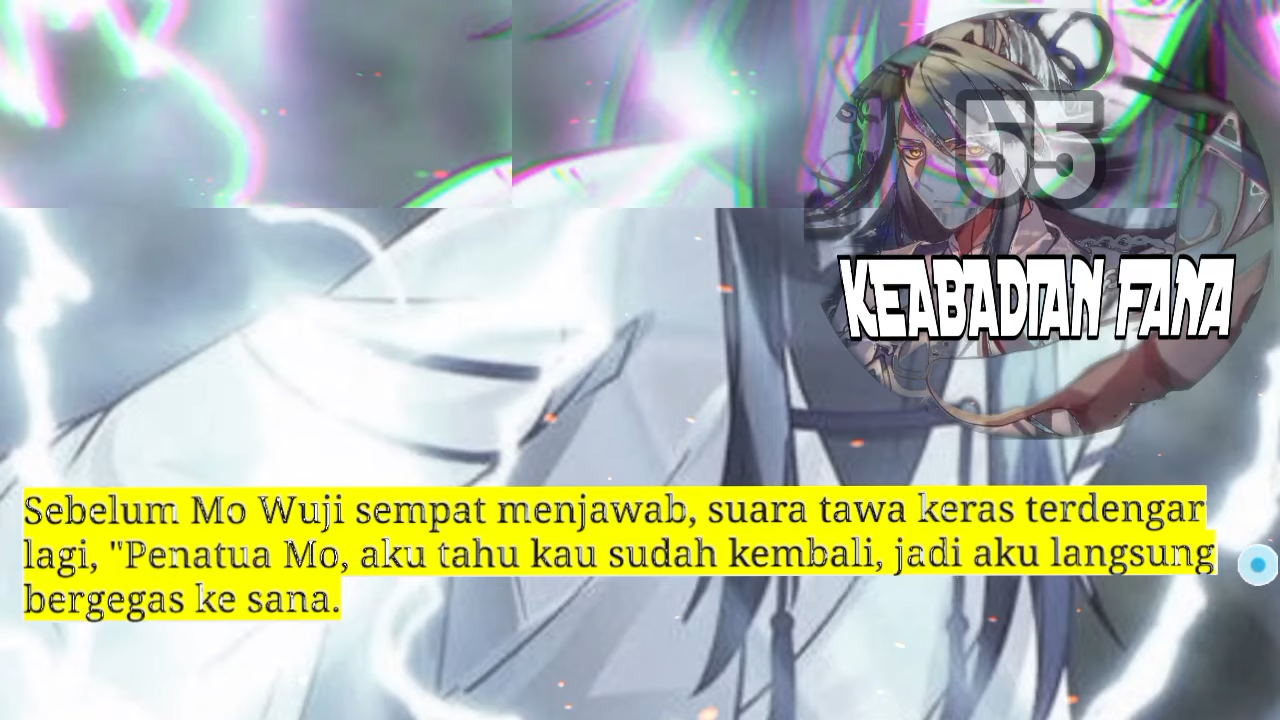 55
KEABADIAN FANA
Sebelum Mo Wuji sempat menjawab, suara tawa keras terdengar
lagi, "Penatua Mo, aku tahu kau sudah kembali, jadi aku langsung
bergegas ke sana.